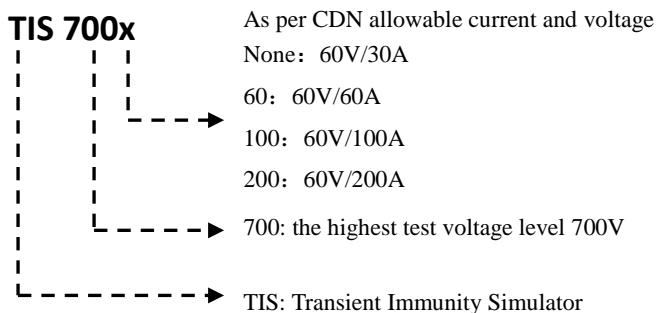 TIS 700x
As per CDN allowable current and voltage
None：60V/30A
60：60V/60A
100：60V/100A
200：60V/200A
700: the highest test voltage level 700V
TIS: Transient Immunity Simulator